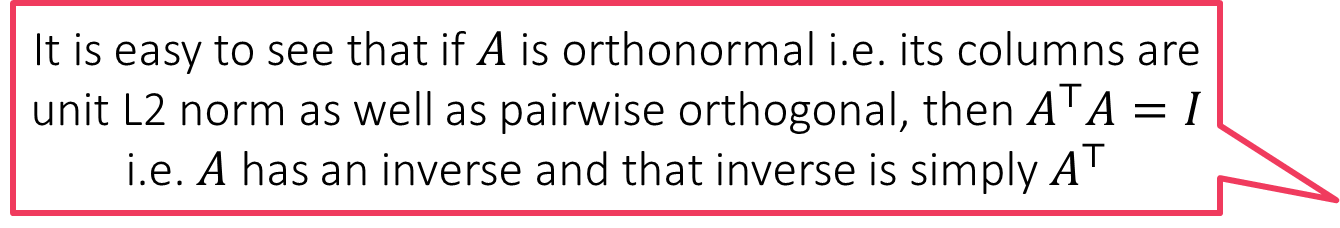 It is easy to see that if 𝐴 is orthonormal i.e. its columns are
unit L2 norm as well as pairwise orthogonal, then 𝐴⊤𝐴 = 𝐼
i.e. 𝐴 has an inverse and that inverse is simply 𝐴⊤